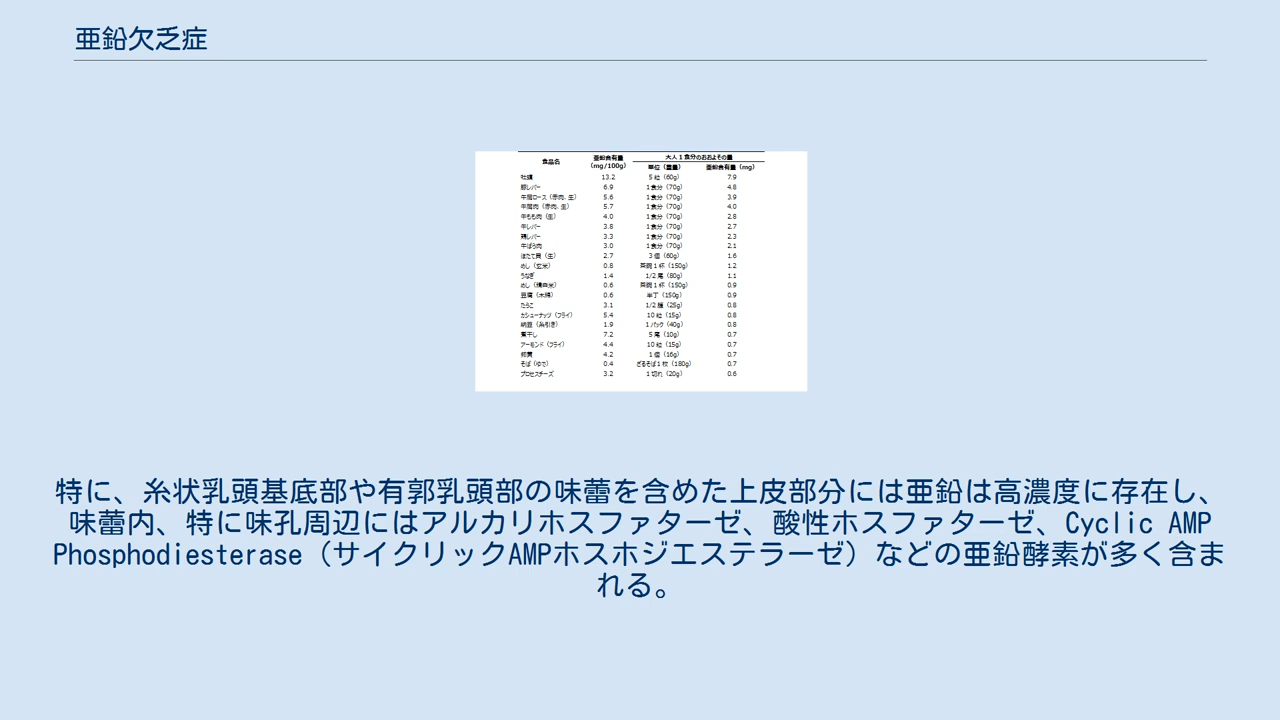 亜鉛欠乏症
食品名 亜鉛含有量 (mg/100g) 大人1食分のおおよその量
単位（重量） 亜鉛含有量（mg）
牡蠣 13.2 5粒（60g） 7.9
豚レバー 6.9 1食分（70g） 4.8
牛肩ロース（赤肉、生） 5.6 1食分（70g） 3.9
牛肩肉（赤肉、生） 5.7 1食分（70g） 4.0
牛もも肉（生） 4.0 1食分（70g） 2.8
牛レバー 3.8 1食分（70g） 2.7
鶏レバー 3.3 1食分（70g） 2.3
牛ばら肉 3.0 1食分（70g） 2.1
ほたて貝（生） 2.7 3個（60g） 1.6
めし（玄米） 0.8 茶碗1杯（150g） 1.2
うなぎ 1.4 1/2尾（80g） 1.1
めし（精白米） 0.6 茶碗1杯（150g） 0.9
豆腐（木綿） 0.6 半丁（150g） 0.9
たらこ 3.1 1/2腹（25g） 0.8
カシューナッツ（フライ） 5.4 10粒（15g） 0.8
納豆（糸引き） 1.9 1パック（40g） 0.8
煮干し 7.2 5尾（10g） 0.7
アーモンド（フライ） 4.4 10粒（15g） 0.7
卵黄 4.2 1個（16g） 0.7
そば（ゆで） 0.4 ざるそば1枚（180g） 0.7
プロセスチーズ 3.2 1切れ（20g） 0.6
特に、糸状乳頭基底部や有郭乳頭部の味蕾を含めた上皮部分には亜鉛は高濃度に存在し、
味蕾内、特に味孔周辺にはアルカリホスファターゼ、酸性ホスファターゼ、Cyclic AMP
Phosphodiesterase（サイクリックAMPホスホジエステラーゼ）などの亜鉛酵素が多く含ま
れる。